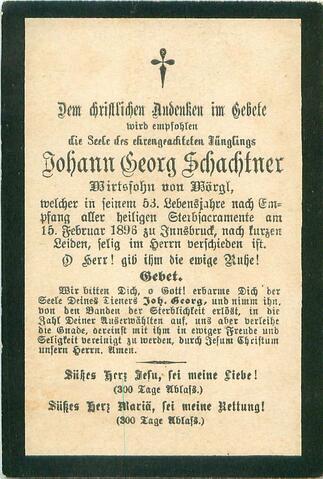 Dem christlichen Andenken im Gebete
wird empfohlen
die Seele des ehrengeachteten Jünglings
Johann Georg Schachtner
Wirtssohn von Wörgl,
welcher in seinem 53. Lebensjahre nach Em-
pfang aller heiligen Sterbsacramente am
15. Februar 1896 zu Innsbruck, nach kurzen
Leiden, selig im Herrn verschieden ist.
O Herr! gib ihm die ewige Ruhe!
Gebet.
Wir bitten Dich, o Gott! erbarme Dich der
Seele Deines Dieners Joh. Georg, und nimm ihn,
von den Banden der Sterblichkeit erlöst, in die
Zahl Deiner Auserwählten auf, uns aber verleihe
die Gnade, vereinst mit ihm in ewiger Freude und
Seligkeit vereinigt zu werden, durch Jesum Christum
unsern Herrn. Amen.
Süßes Herz Jesu, sei meine Liebe!
(300 Tage Ablaß.)
Süßes Herz Mariä, sei meine Rettung!
(300 Tage Ablaß.)